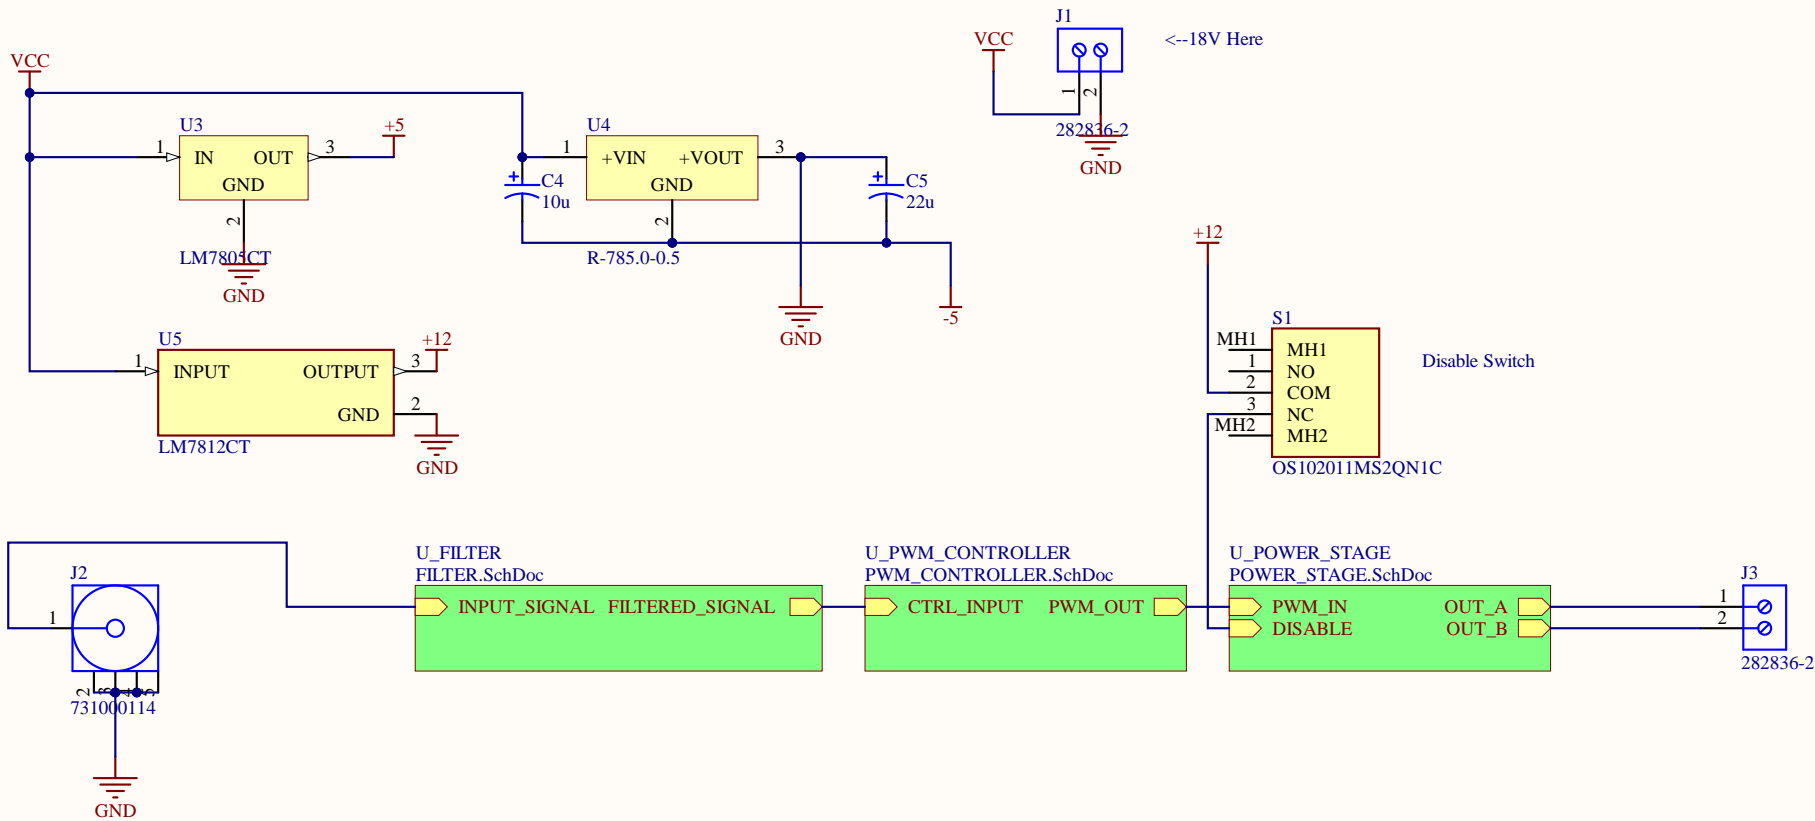 J1
VCC
<--18V Here
1
2
282836-2
GND
VCC
U3
1
IN
OUT
3
+5
GND
2
LM7805CT
GND
U4
1
+VIN
+VOUT
3
GND
2
R-785.0-0.5
C4
10u
C5
22u
GND
-5
U5
1
INPUT
OUTPUT
3
+12
GND
2
LM7812CT
GND
+12
S1
MH1
MH1
1
NO
2
COM
3
NC
MH2
MH2
OS102011MS2QN1C
Disable Switch
J2
1
2
3
4
5
731000114
GND
U_FILTER
FILTER.SchDoc
INPUT_SIGNAL
FILTERED_SIGNAL
U_PWM_CONTROLLER
PWM_CONTROLLER.SchDoc
CTRL_INPUT
PWM_OUT
U_POWER_STAGE
POWER_STAGE.SchDoc
PWM_IN
OUT_A
DISABLE
OUT_B
J3
1
2
282836-2